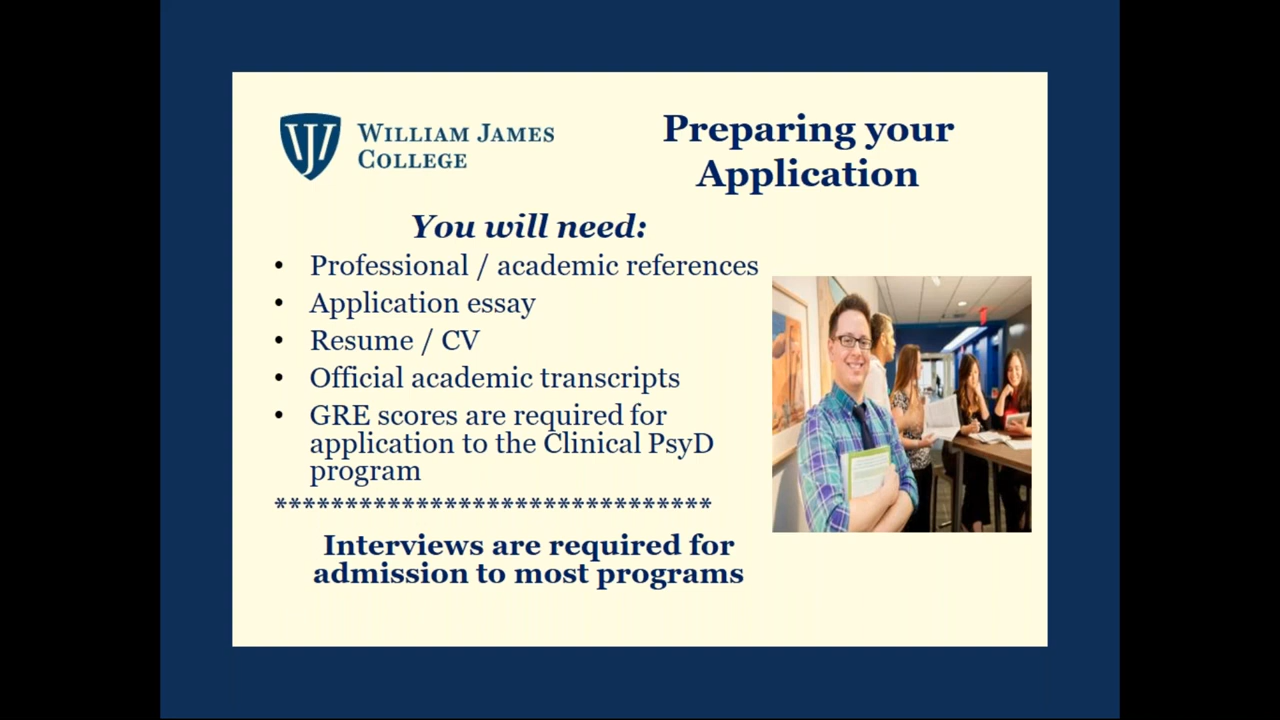 WILLIAM JAMES
COLLEGE
Preparing your
Application
You will need:
• Professional / academic references
• Application essay
• Resume / CV
• Official academic transcripts
• GRE scores are required for
application to the Clinical PsyD
program
*******************************
Interviews are required for
admission to most programs